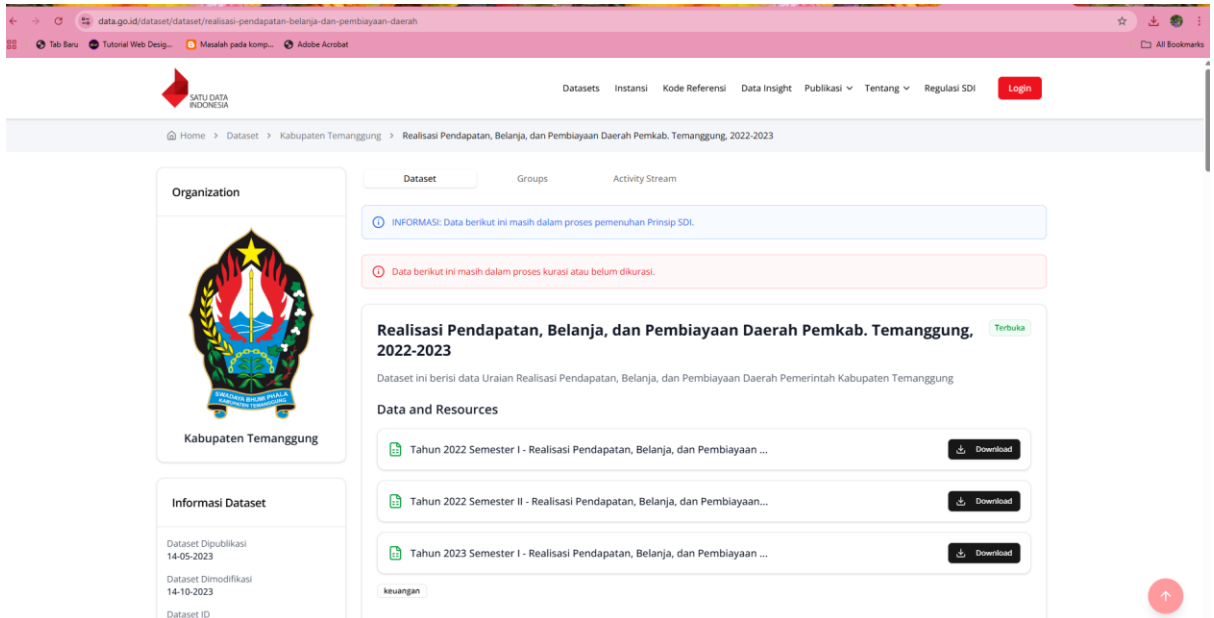 data.go.id/dataset/dataset/realisasi-pendapatan-belanja-dan-pembiayaan-daerah
Tab Baru
Tutorial Web Desig...
Masalah pada komp...
Adobe Acrobat
All Bookmarks
SATU DATA
INDONESIA
Datasets
Instansi
Kode Referensi
Data Insight
Publikasi
Tentang
Regulasi SDI
Login
Home > Dataset > Kabupaten Temanggung > Realisasi Pendapatan, Belanja, dan Pembiayaan Daerah Pemkab. Temanggung, 2022-2023
Organization
SWADAYA BHUMI PHALA
KABUPATEN TEMANGGUNG
Kabupaten Temanggung
Informasi Dataset
Dataset Dipublikasi
14-05-2023
Dataset Dimodifikasi
14-10-2023
Dataset ID
Dataset
Groups
Activity Stream
INFORMASI: Data berikut ini masih dalam proses pemenuhan Prinsip SDI.
Data berikut ini masih dalam proses kurasi atau belum dikurasi.
Realisasi Pendapatan, Belanja, dan Pembiayaan Daerah Pemkab. Temanggung,
2022-2023
Terbuka
Dataset ini berisi data Uraian Realisasi Pendapatan, Belanja, dan Pembiayaan Daerah Pemerintah Kabupaten Temanggung
Data and Resources
Tahun 2022 Semester I - Realisasi Pendapatan, Belanja, dan Pembiayaan ...
Download
Tahun 2022 Semester II - Realisasi Pendapatan, Belanja, dan Pembiayaan...
Download
Tahun 2023 Semester I - Realisasi Pendapatan, Belanja, dan Pembiayaan ...
Download
keuangan